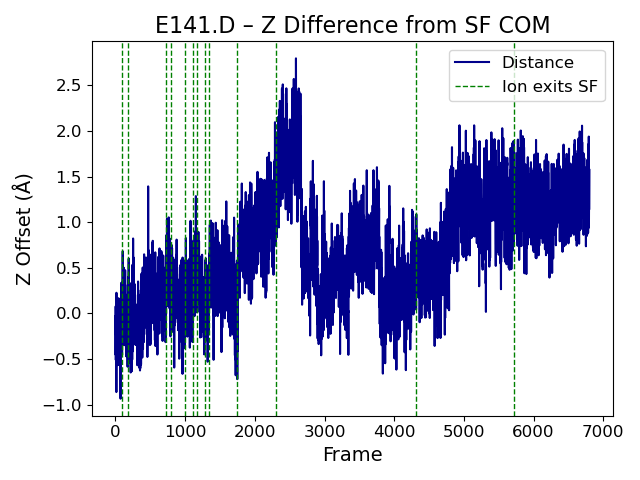 E141.D – Z Difference from SF COM
Distance
Ion exits SF
Z Offset (Å)
2.5
2.0
1.5
1.0
0.5
0.0
−0.5
−1.0
0 1000 2000 3000 4000 5000 6000 7000
Frame